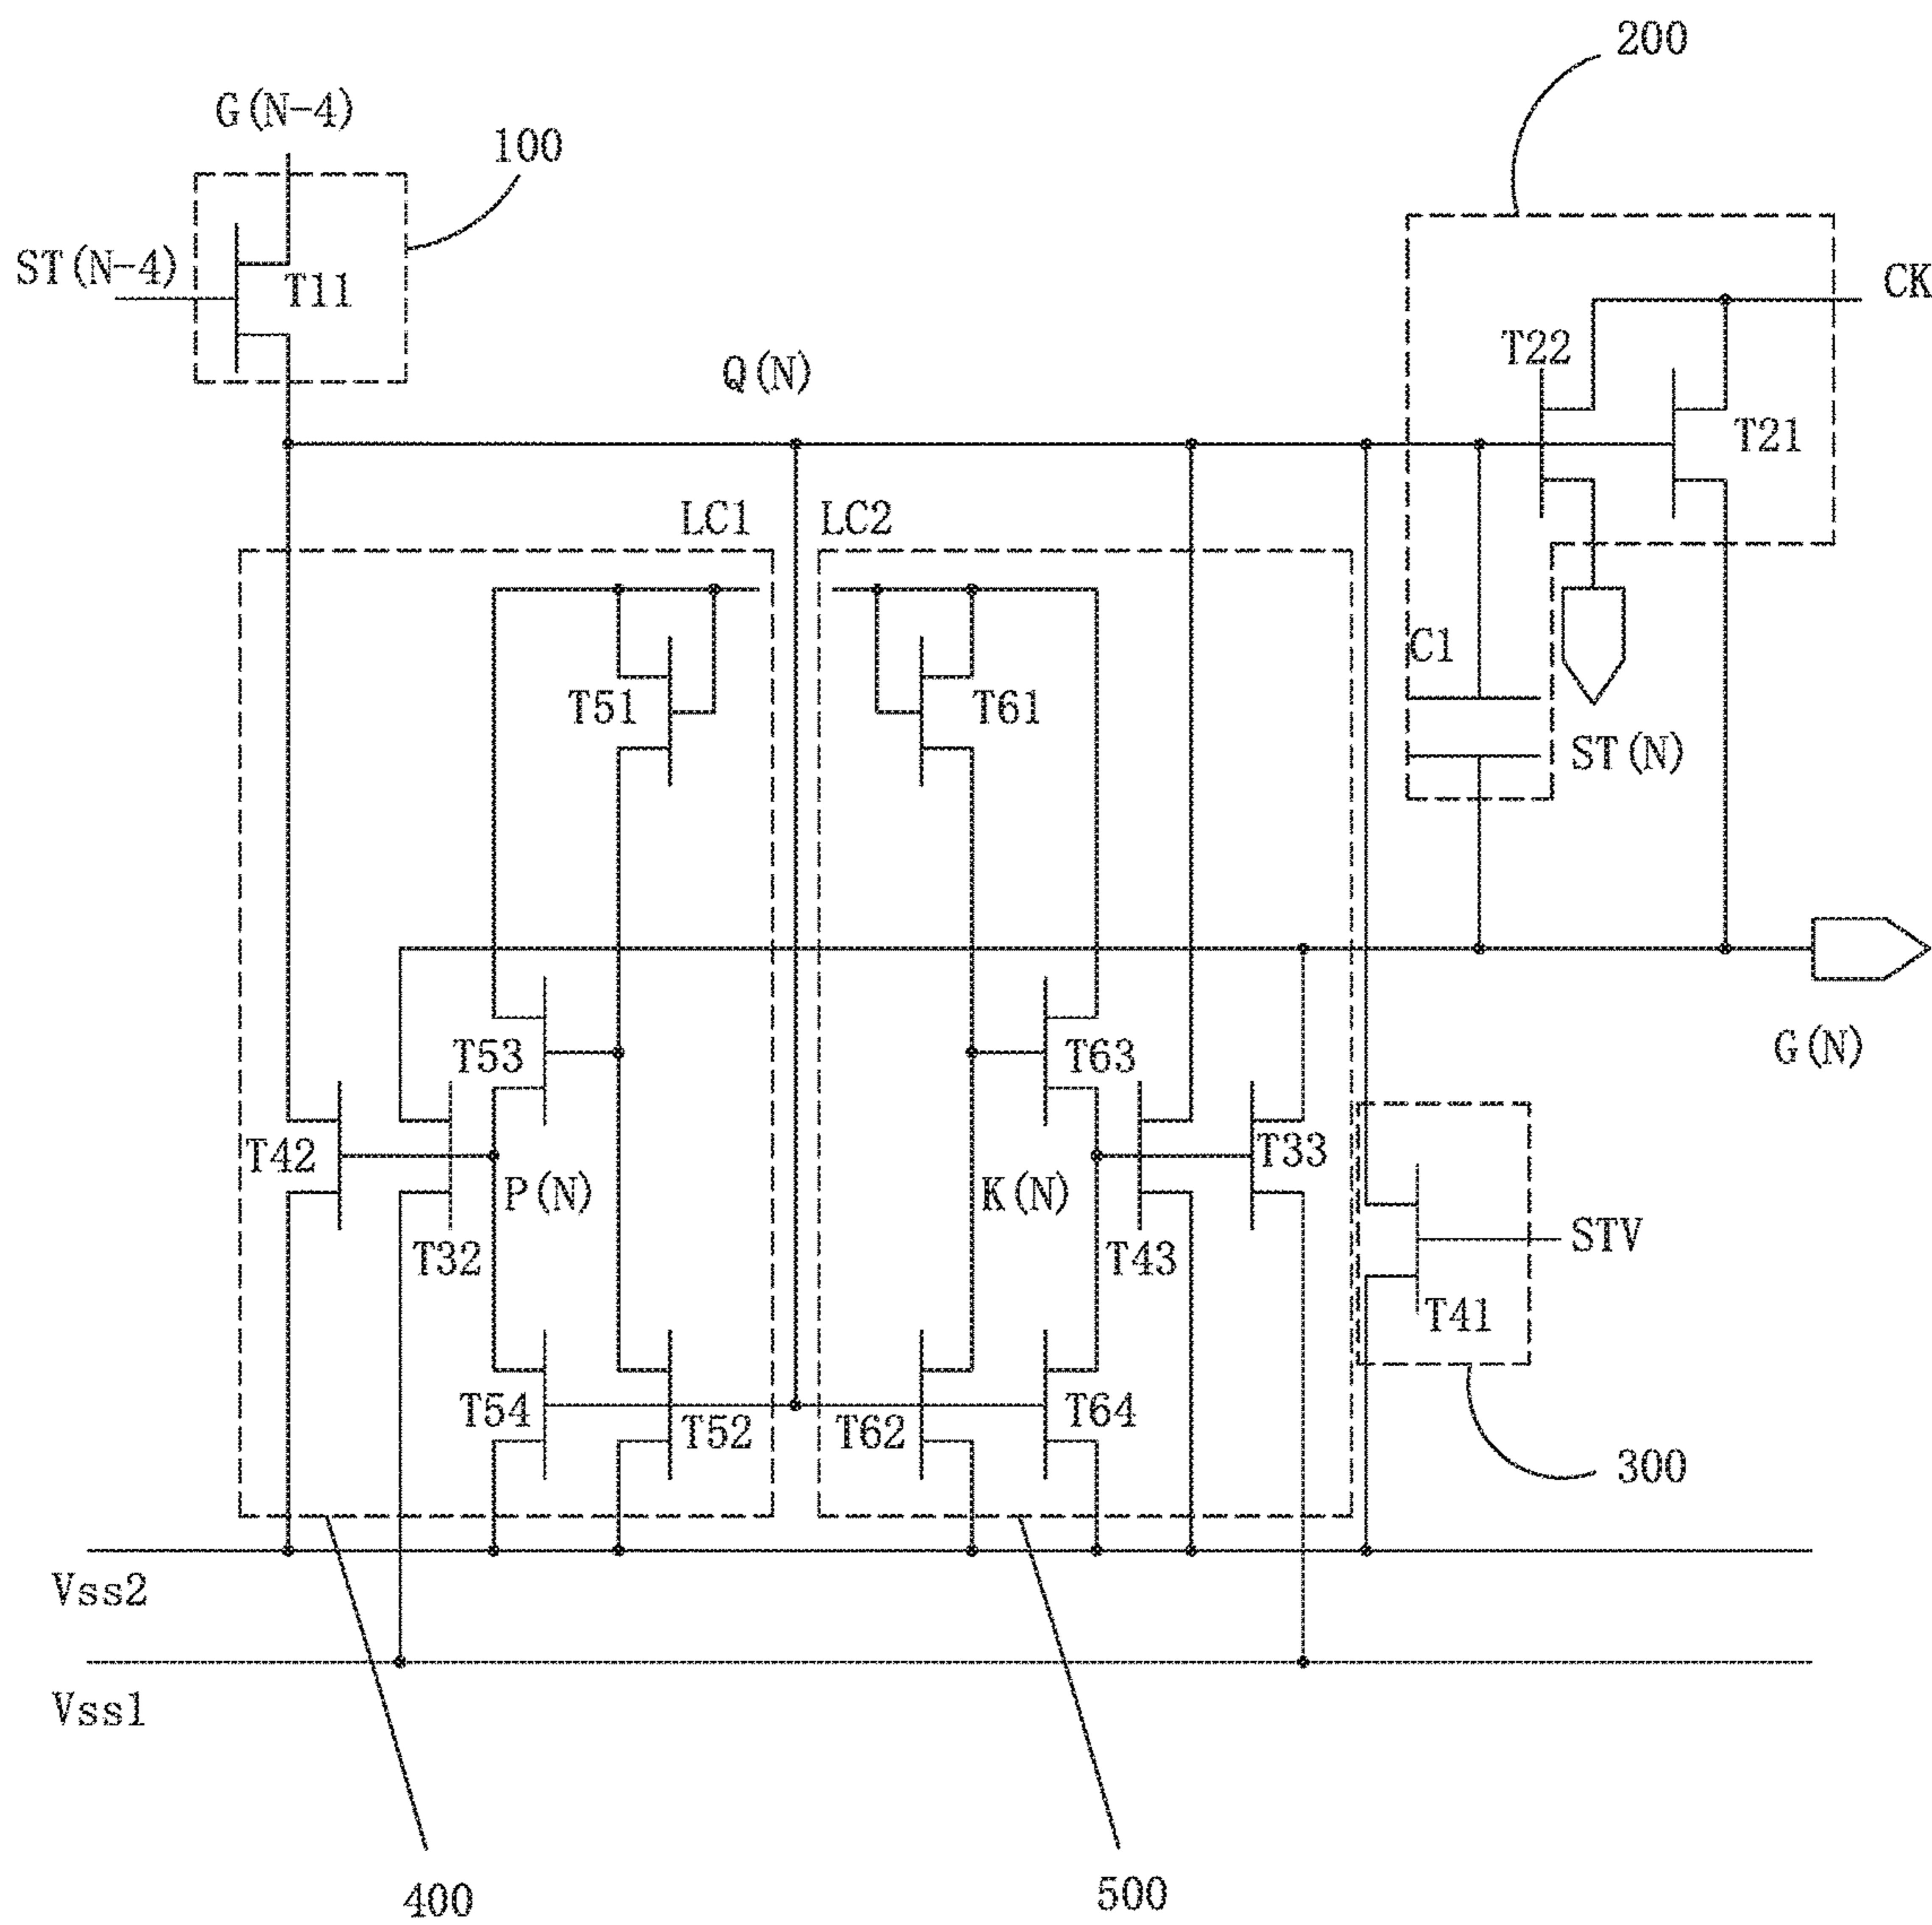 200
G(N-4)
100
ST(N-4)
T11
CK
T22
Q(N)
T21
LC1
LC2
C1
T51
T61
ST(N)
T53
T63
G(N)
T42
T33
P(N)
K(N)
STV
T32
T43
T41
T54
T52
T62
T64
300
Vss2
Vss1
400
500